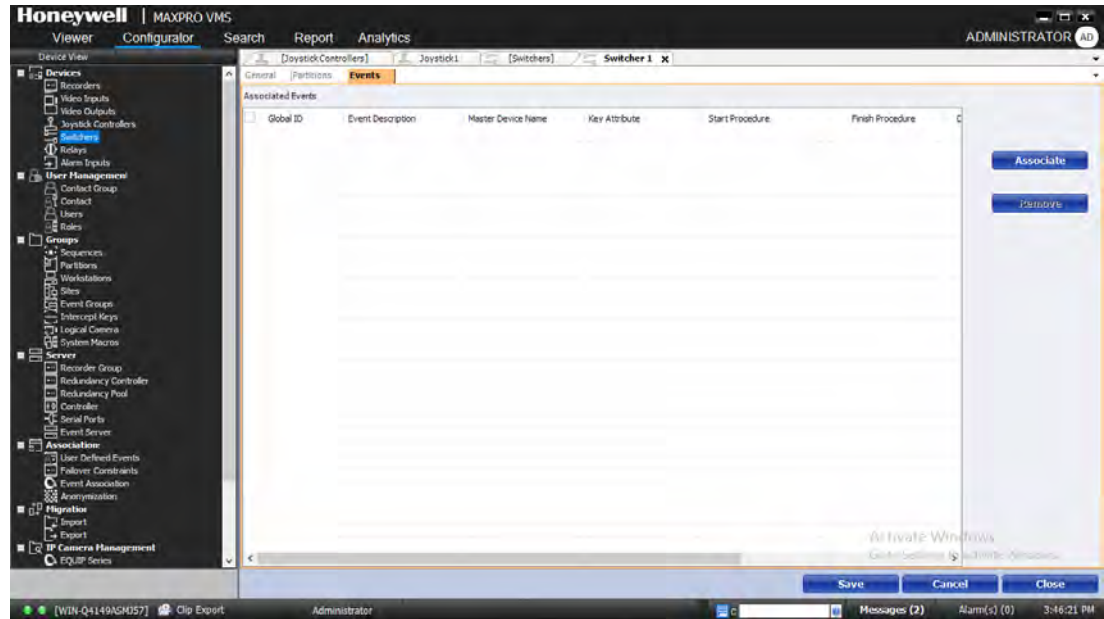 Honeywell | MAXPRO VMS
Viewer Configurator Search Report Analytics ADMINISTRATOR AD
Device View [Joystick Controllers] Joystick1 [Switchers] Switcher 1 x
Devices
Recorders
Video Inputs
Video Outputs
Joystick Controllers
Switchers
Relays
Alarm Inputs
User Management
Contact Group
Contact
Users
Roles
Groups
Sequences
Partitions
Workstations
Sites
Event Groups
Intercept Keys
Logical Camera
System Macros
Server
Recorder Group
Redundancy Controller
Redundancy Pool
Controller
Serial Ports
Event Server
Association
User Defined Events
Failover Constraints
Event Association
Anonymization
Migration
Import
Export
IP Camera Management
EQUIP Series
General Partitions Events
Associated Events
Global ID Event Description Master Device Name Key Attribute Start Procedure Finish Procedure
Associate
Remove
Activate Windows
Save Cancel Close
[WIN-Q4149ASMJ57] Clip Export Administrator C Messages (2) Alarm(s) (0) 3:46:21 PM